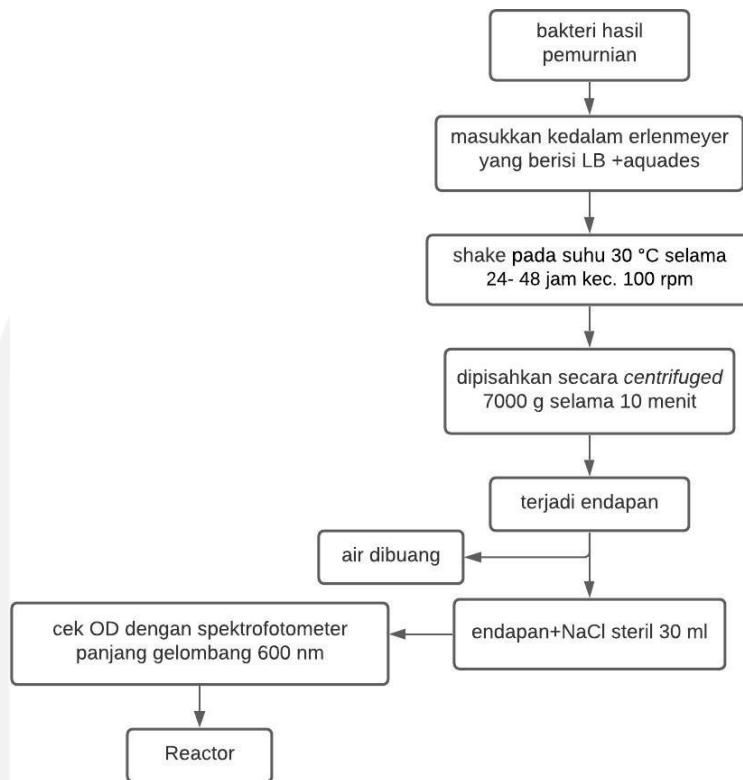 bakteri hasil
pemurnian
masukkan kedalam erlenmeyer
yang berisi LB +aquades
shake pada suhu 30 °C selama
24- 48 jam kec. 100 rpm
dipisahkan secara centrifuged
7000 g selama 10 menit
terjadi endapan
air dibuang
endapan+NaCl steril 30 ml
cek OD dengan spektrofotometer
panjang gelombang 600 nm
Reactor